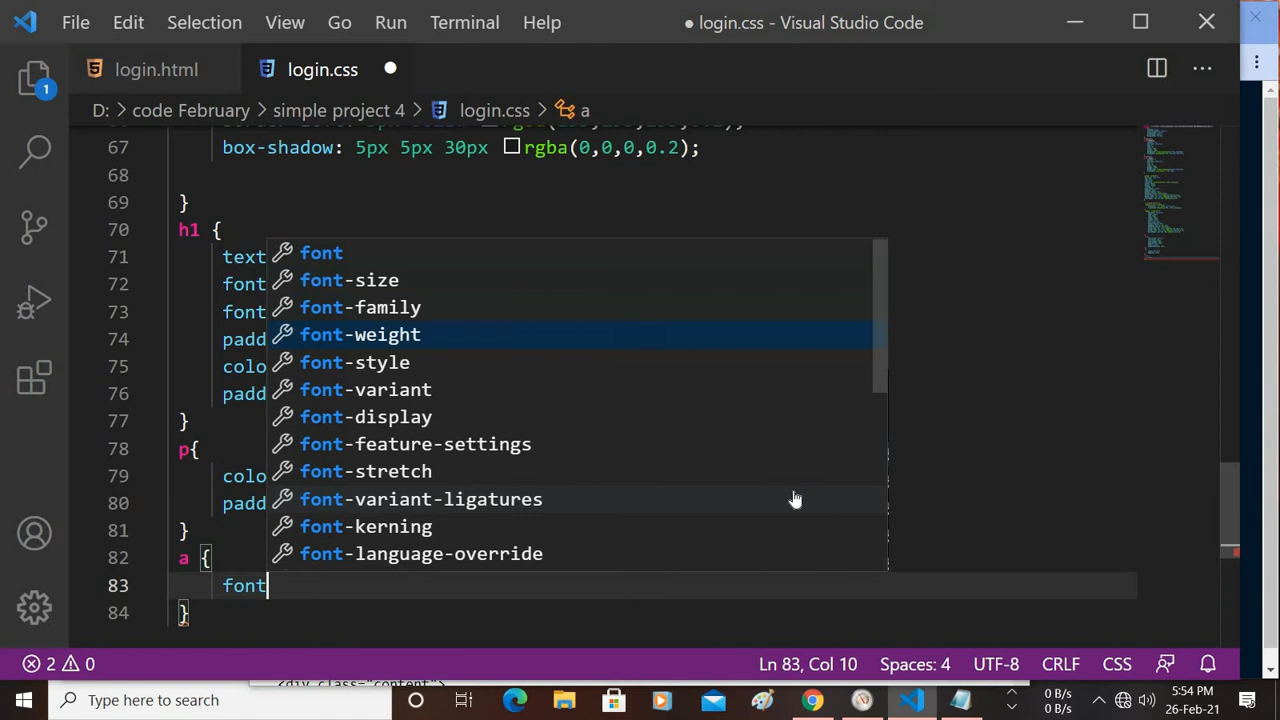 File Edit Selection View Go Run Terminal Help ● login.css - Visual Studio Code
login.html login.css
1
D: > code February > simple project 4 > login.css > a
67 box-shadow: 5px 5px 30px rgba(0,0,0,0.2);
68
69 }
70 h1 {
71 text
72 font
73 font
74 padd
75 colo
76 padd
77 }
78 p{
79 colo
80 padd
81 }
82 a {
83 font
84 }
font
font-size
font-family
font-weight
font-style
font-variant
font-display
font-feature-settings
font-stretch
font-variant-ligatures
font-kerning
font-language-override
2 0 Ln 83, Col 10 Spaces: 4 UTF-8 CRLF CSS
<div class="content">
Type here to search
0 B/s
0 B/s
5:54 PM
26-Feb-21